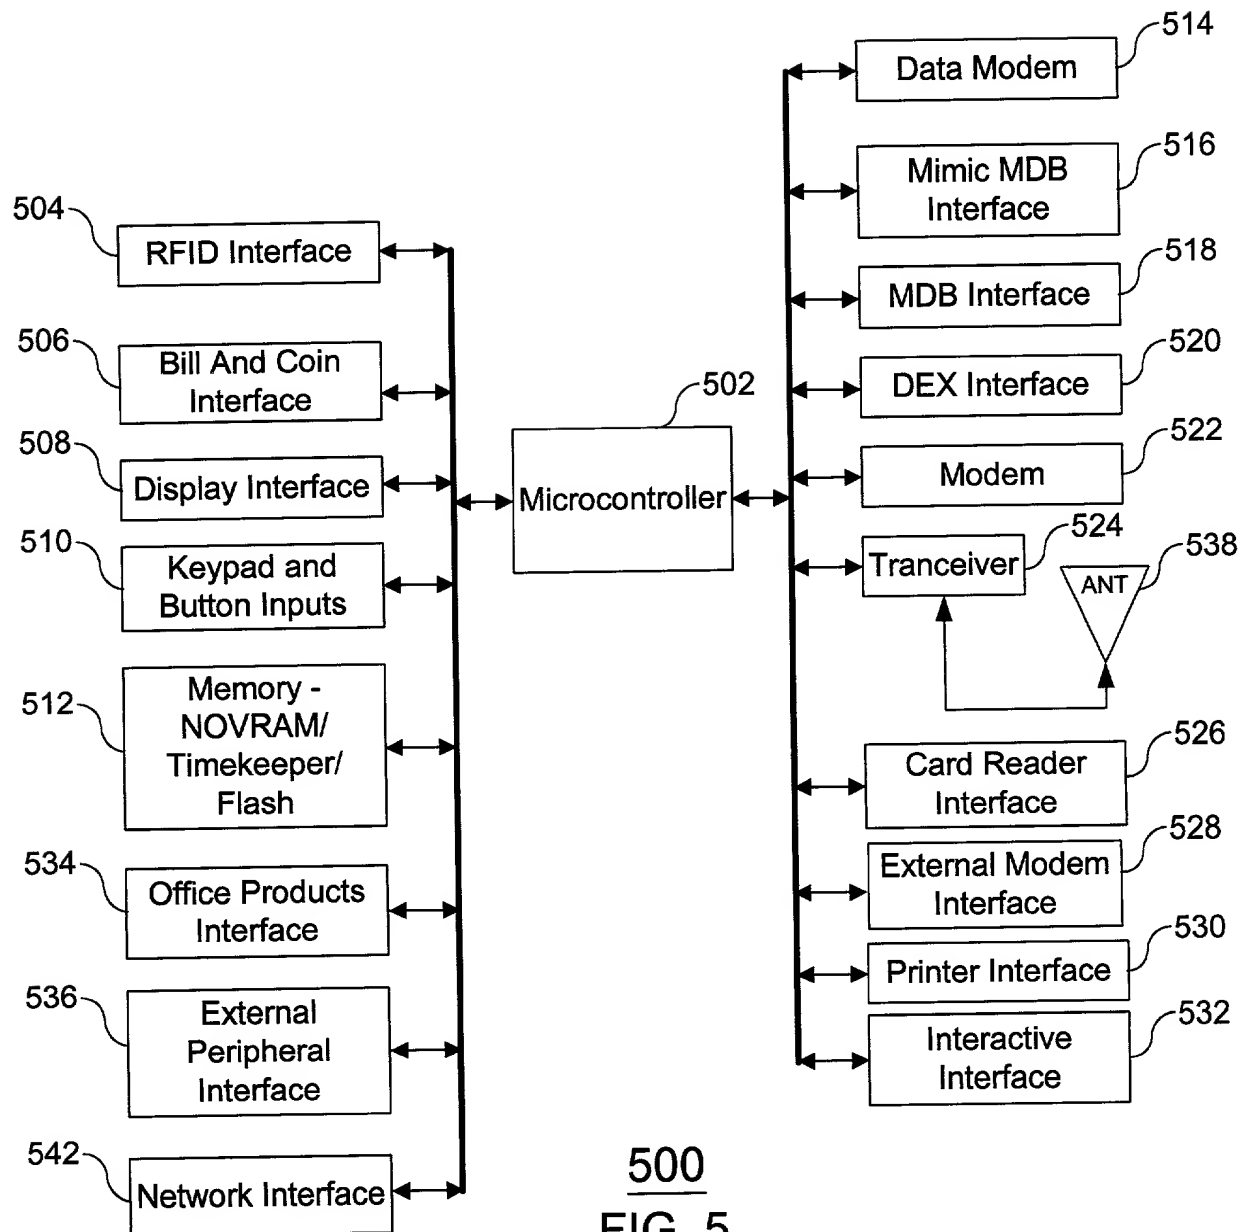 504
RFID Interface
506
Bill And Coin
Interface
508
Display Interface
510
Keypad and
Button Inputs
512
Memory -
NOVRAM/
Timekeeper/
Flash
534
Office Products
Interface
536
External
Peripheral
Interface
542
Network Interface
502
Microcontroller
514
Data Modem
516
Mimic MDB
Interface
518
MDB Interface
520
DEX Interface
522
Modem
524
Tranceiver
538
ANT
526
Card Reader
Interface
528
External Modem
Interface
530
Printer Interface
532
Interactive
Interface
500
FIG. 5